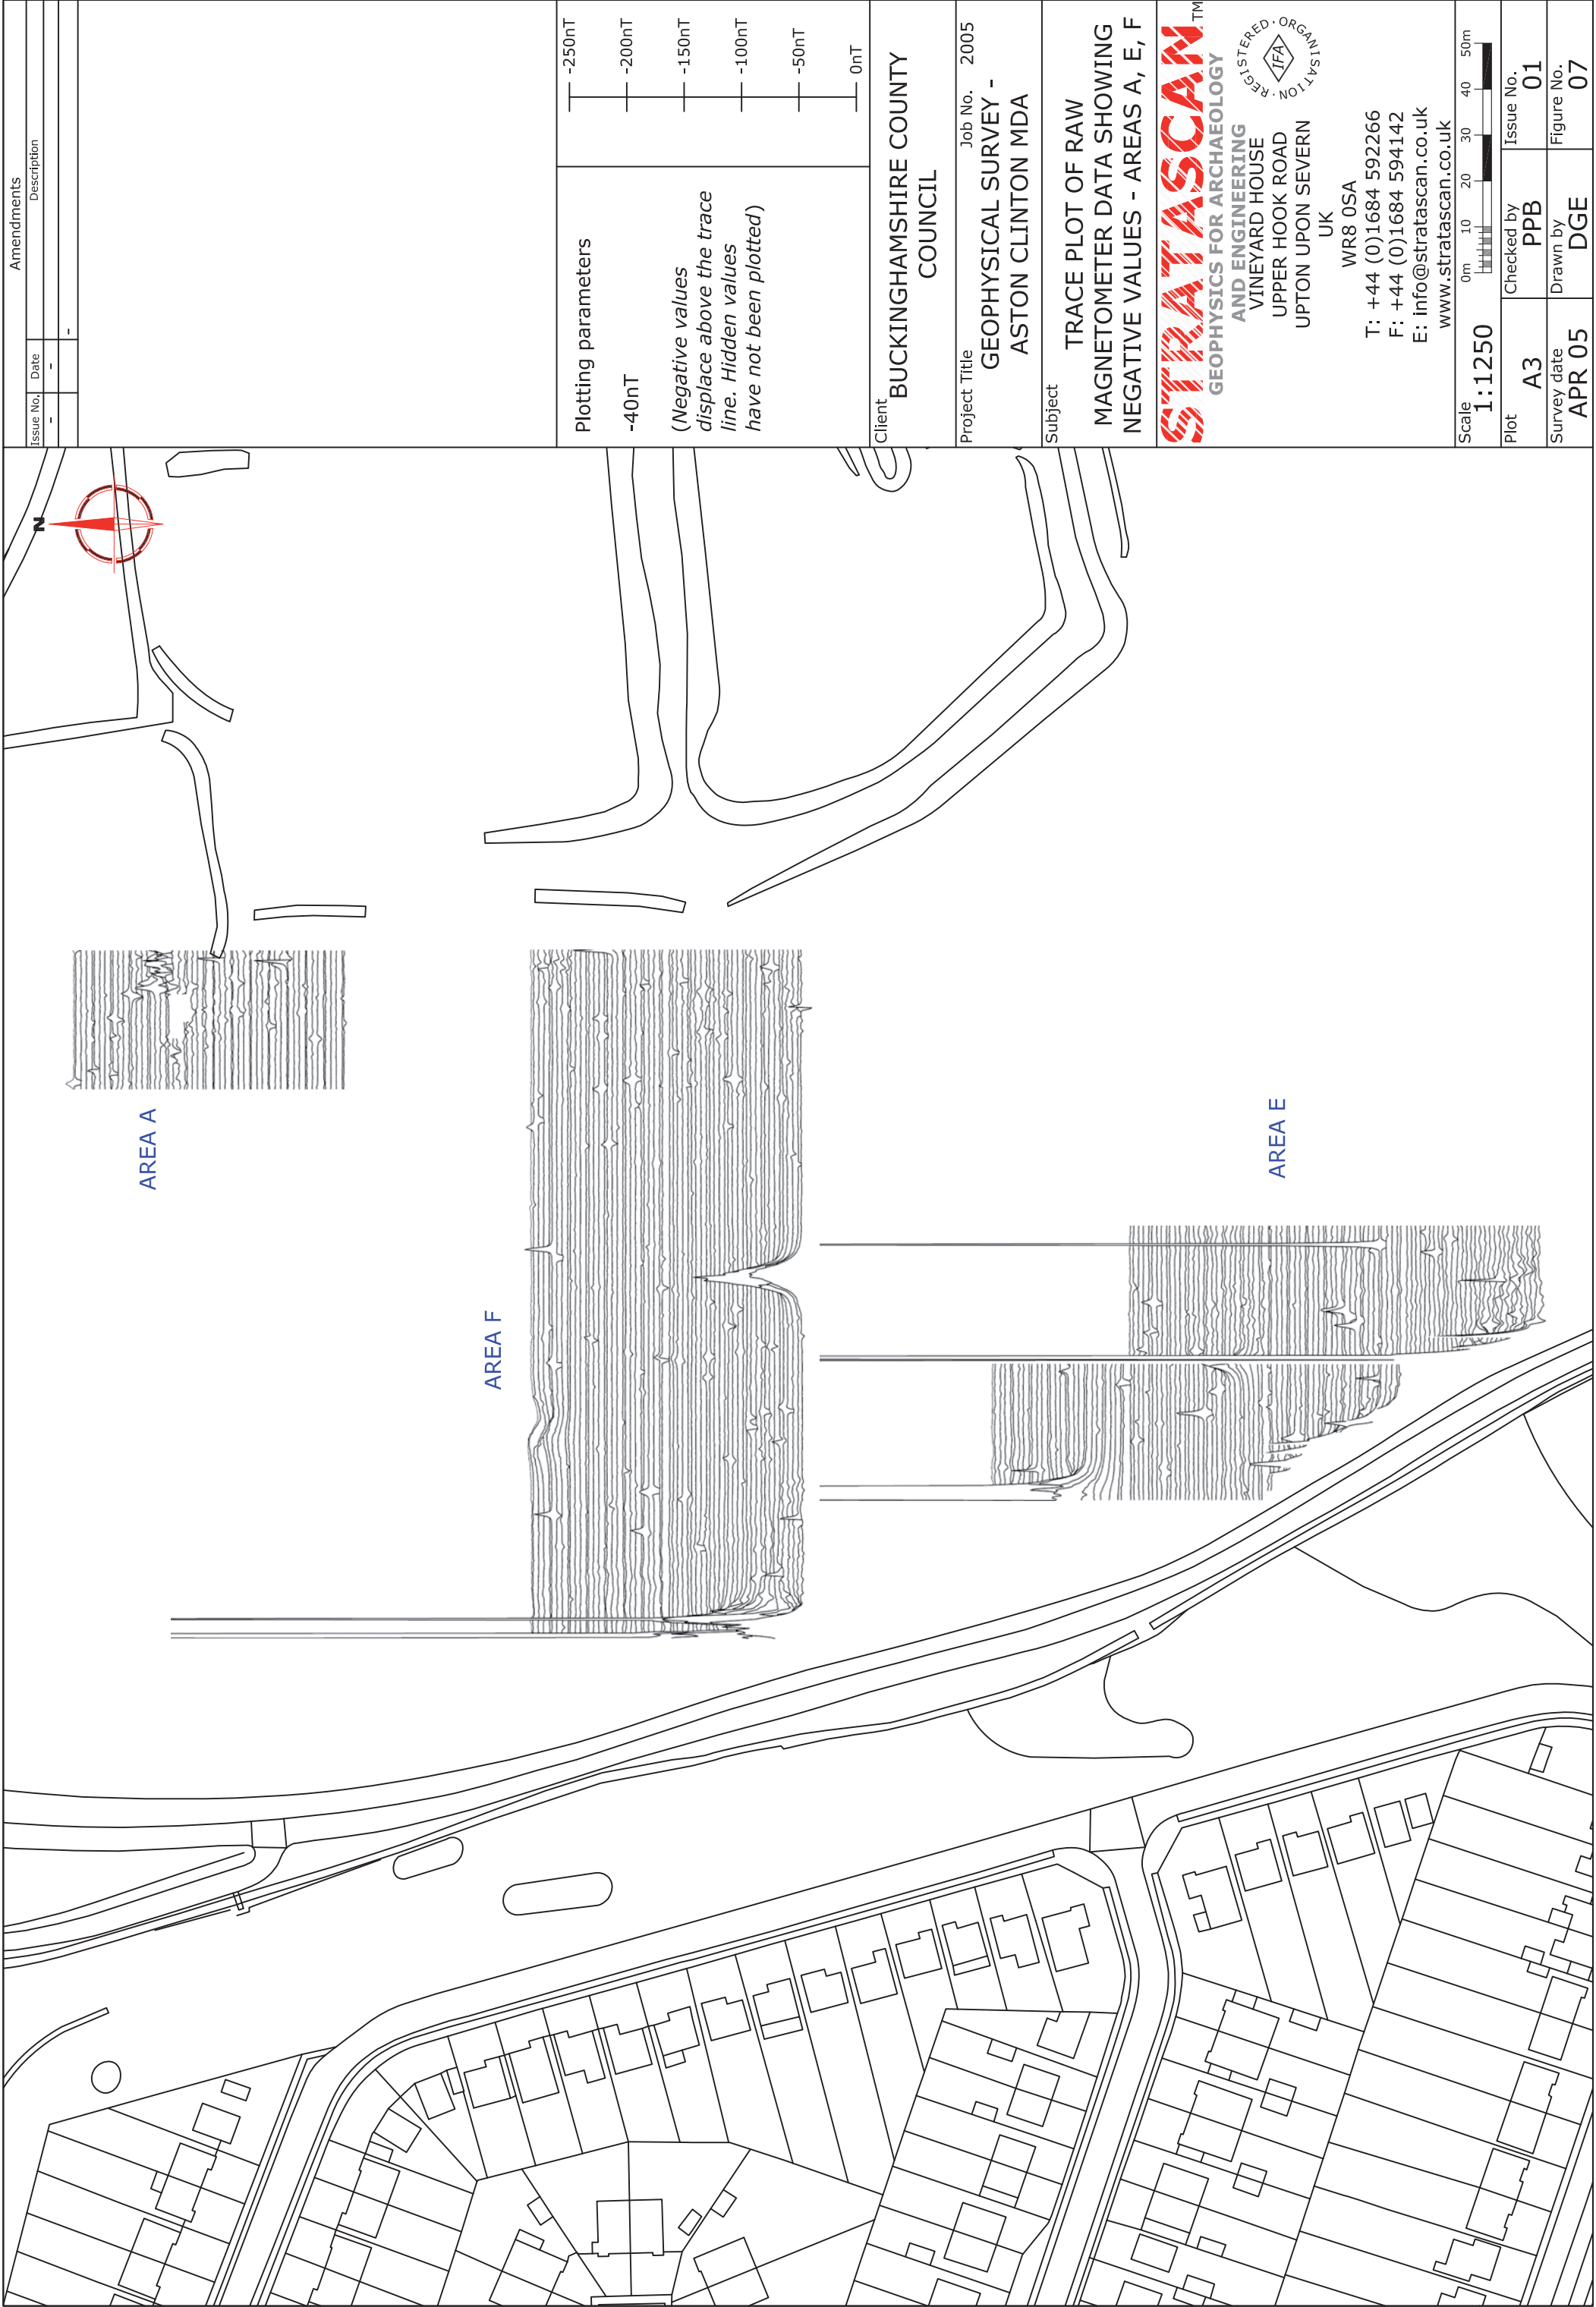 Amendments
Issue No. Date Description
- - -
Plotting parameters
-40nT
(Negative values
displace above the trace
line. Hidden values
have not been plotted)
-250nT
-200nT
-150nT
-100nT
-50nT
0nT
Client
BUCKINGHAMSHIRE COUNTY
COUNCIL
Project Title Job No. 2005
GEOPHYSICAL SURVEY -
ASTON CLINTON MDA
Subject
TRACE PLOT OF RAW
MAGNETOMETER DATA SHOWING
NEGATIVE VALUES - AREAS A, E, F
STRATASCAN TM
GEOPHYSICS FOR ARCHAEOLOGY
AND ENGINEERING
VINEYARD HOUSE
UPPER HOOK ROAD
UPTON UPON SEVERN
UK
WR8 0SA
REGISTERED · ORGANISATION ·
IFA
T: +44 (0)1684 592266
F: +44 (0)1684 594142
E: info@stratascan.co.uk
www.stratascan.co.uk
Scale
1:1250
0m 10 20 30 40 50m
Plot
A3
Checked by
PPB
Issue No.
01
Survey date
APR 05
Drawn by
DGE
Figure No.
07
N
AREA A
AREA F
AREA E